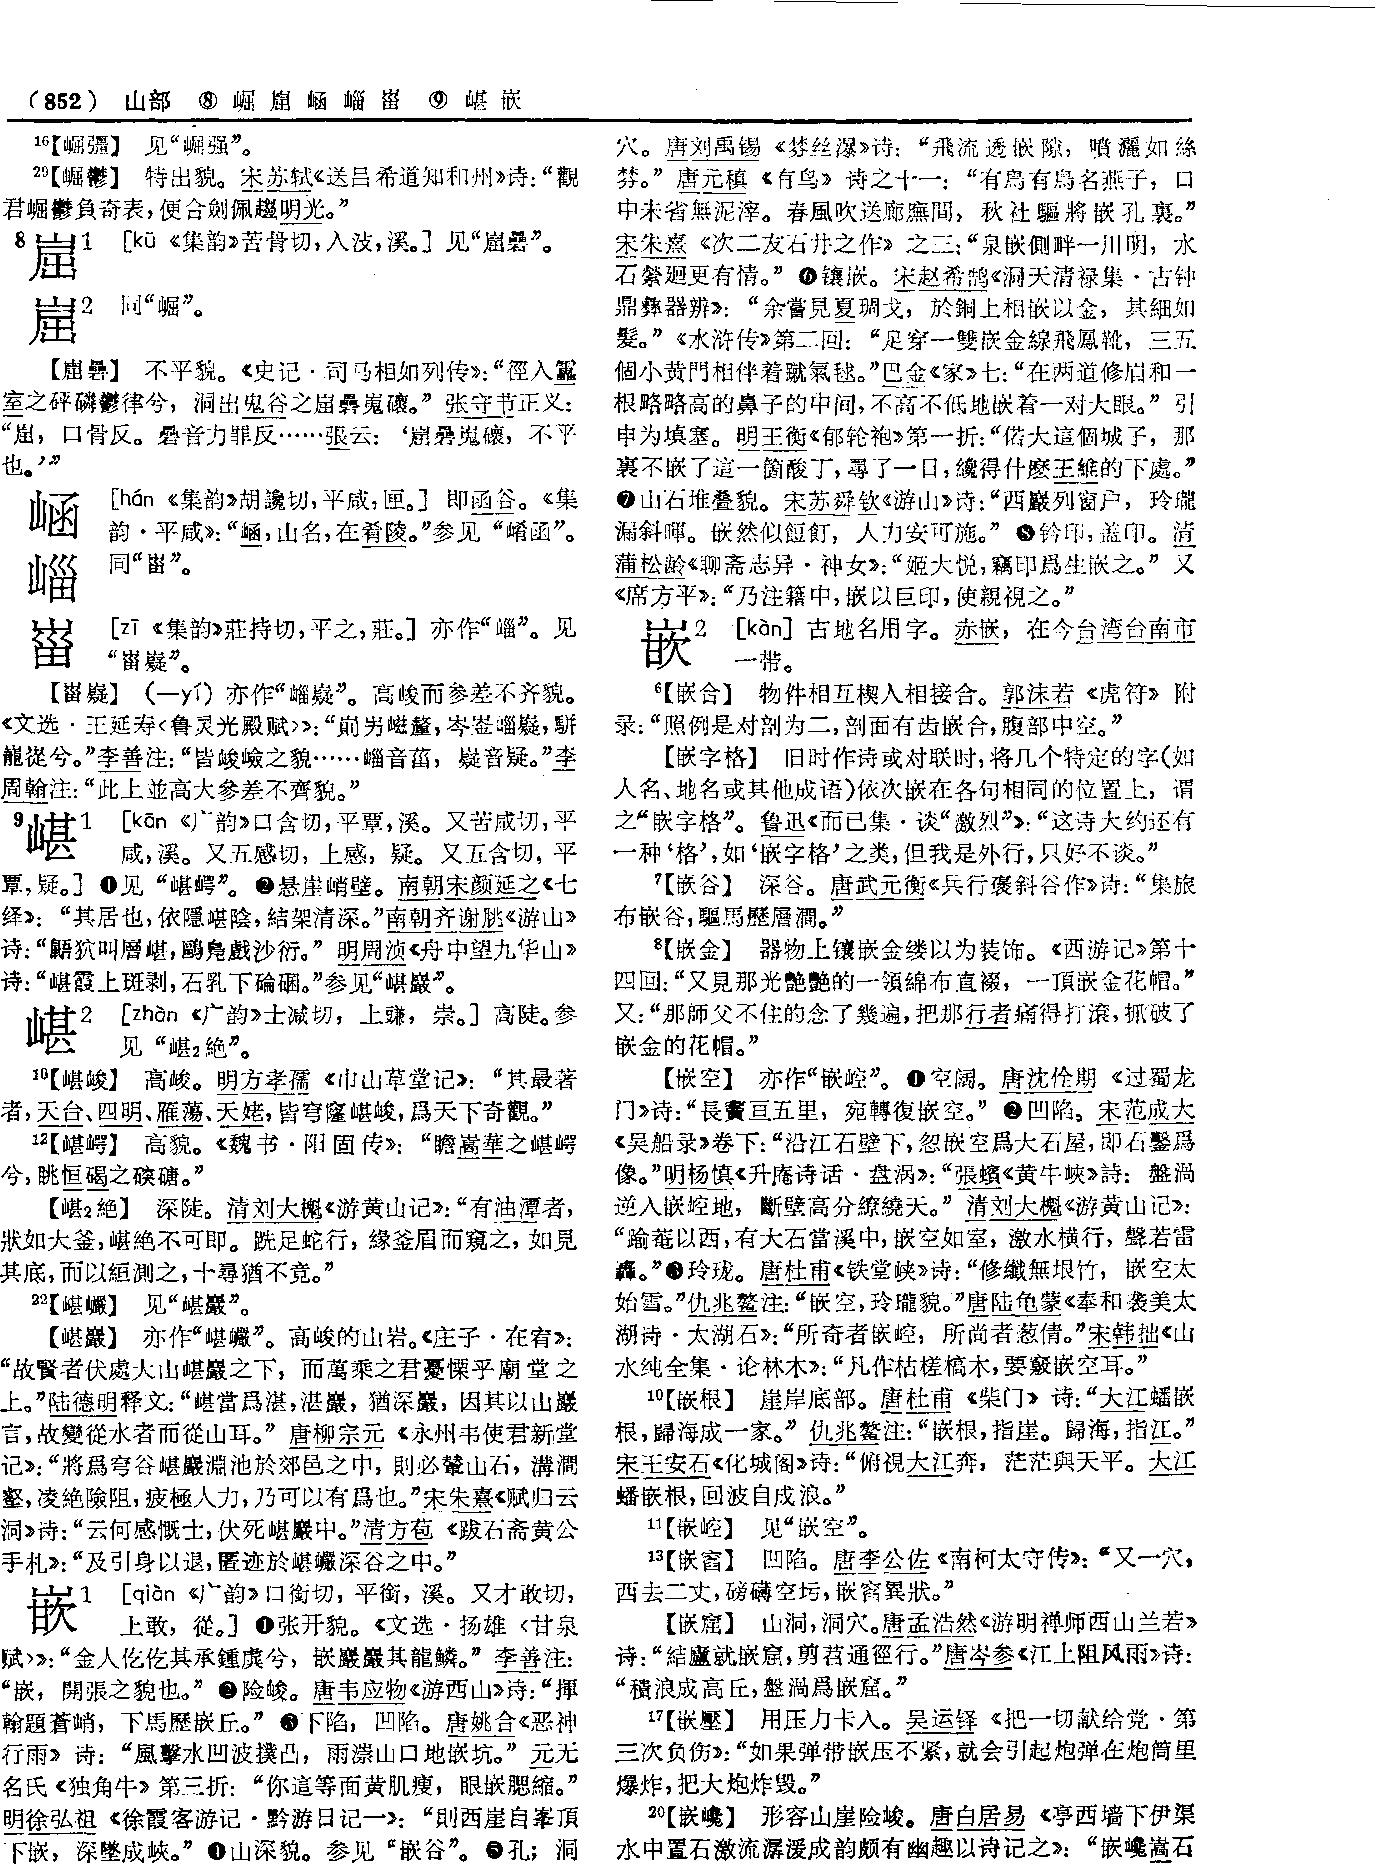 (852) 山部 ⑧ 崛 崫 崡 崰 崙 ⑨ 嵁 嵌
16【崛彊】 见“崛强”。
29【崛鬱】 特出貌。宋苏轼《送吕希道知和州》诗：“觀
君崛鬱負奇表，便合劍佩趨明光。”
8 崫1 [kū《集韵》苦骨切，入没，溪。] 见“崫礨”。
崫2 同“崛”。
【崫礨】 不平貌。《史记·司马相如列传》：“徑入靁
室之砰磷鬱律兮，洞出鬼谷之崫礨嵬磈。” 张守节正义：
“崫，口骨反。礨音力罪反……張云：‘崫礨嵬磈，不平
也。’”
崡 [hán《集韵》胡讒切，平咸，匣。] 即函谷。《集
韵·平咸》：“崡，山名，在肴陵。”参见“崤函”。
崰 同“崰”。
[zī《集韵》莊持切，平之，莊。] 亦作“崰”。见
【（—yí） 高峻而参差不齐貌。
《文选·王延寿〈鲁灵光殿赋〉》：“崱屴嵫釐，岑崟崰嶷，駢
龍嵸兮。”李善注：“皆峻嶮之貌……崰音菑，嶷音疑。”李
周翰注：“此上並高大參差不齊貌。”
9 嵁1 [kān《广韵》口含切，平覃，溪。又苦咸切，平
咸，溪。又五感切，上感，疑。又五含切，平
覃，疑。] ❶见“嵁崿”。❷悬崖峭壁。南朝宋颜延之《七
绎》：“其居也，依隱嵁陰，結架清深。”南朝齐谢朓《游山》
诗：“鼯狖叫層嵁，鷗鳧戲沙衍。” 明周祯《舟中望九华山》
诗：“嵁霞上斑剥，石乳下碖硱。”参见“嵁巖”。
嵁2 [zhàn《广韵》士減切，上豏，崇。] 高陡。参
见“嵁2絶”。
10【嵁峻】 高峻。明方孝孺《巾山草堂记》：“其最著
者，天台、四明、雁蕩、天姥，皆穹窿嵁峻，爲天下奇觀。”
12【嵁崿】 高貌。《魏书·阳固传》：“瞻嵩華之嵁崿
兮，眺恒碣之磢磄。”
【嵁2絶】 深陡。清刘大櫆《游黄山记》：“有油潭者，
狀如大釜，嵁絶不可即。跣足蛇行，緣釜眉而窺之，如見
其底，而以絙測之，十尋猶不竟。”
22【嵁巗】 见“嵁巖”。
【嵁巖】 亦作“嵁巗”。高峻的山岩。《庄子·在宥》：
“故賢者伏處大山嵁巖之下，而萬乘之君憂慄乎廟堂之
上。”陆德明释文：“嵁當爲湛，湛巖，猶深巖，因其以山巖
言，故變從水者而從山耳。” 唐柳宗元《永州韦使君新堂
记》：“將爲穹谷嵁巖淵池於郊邑之中，則必輦山石，溝澗
壑，凌絶險阻，疲極人力，乃可以有爲也。”宋朱熹《赋归云
洞》诗：“云何感慨士，伏死嵁巖中。”清方苞《跋石斋黄公
手札》：“及引身以退，匿迹於嵁巗深谷之中。”
嵌1 [qiàn《广韵》口銜切，平銜，溪。又才敢切，
上敢，從。] ❶张开貌。《文选·扬雄〈甘泉
赋〉》：“金人仡仡其承鍾虡兮，嵌巖巖其龍鱗。” 李善注：
“嵌，開張之貌也。” ❷险峻。唐韦应物《游西山》诗：“揮
翰題蒼峭，下馬歷嵌丘。” ❸下陷，凹陷。唐姚合《恶神
行雨》诗：“風擊水凹波撲凸，雨漴山口地嵌坑。” 元无
名氏《独角牛》第三折：“你這等面黄肌瘦，眼嵌腮縮。”
明徐弘祖《徐霞客游记·黔游日记一》：“則西崖自峯頂
下嵌，深墜成峽。” ❹山深貌。参见“嵌谷”。❺孔；洞
穴。唐刘禹锡《棼丝瀑》诗：“飛流透嵌隙，噴灑如絲
棼。” 唐元稹《有鸟》诗之十一：“有鳥有鳥名燕子，口
中未省無泥滓。春風吹送廊廡間，秋社驅將嵌孔裏。”
宋朱熹《次二友石井之作》之三：“泉嵌側畔一川明，水
石縈迴更有情。” ❻镶嵌。宋赵希鹄《洞天清禄集·古钟
鼎彝器辨》：“余嘗見夏琱戈，於銅上相嵌以金，其細如
髮。”《水浒传》第二回：“足穿一雙嵌金線飛鳳靴，三五
個小黄門相伴着蹴氣毬。”巴金《家》七：“在两道修眉和一
根略略高的鼻子的中间，不高不低地嵌着一对大眼。” 引
申为填塞。明王衡《郁轮袍》第一折：“偌大這個城子，那
裏不嵌了這一箇酸丁，尋了一日，纔得什麽王維的下處。”
❼山石堆叠貌。宋苏舜钦《游山》诗：“西巖列窗户，玲瓏
漏斜暉。嵌然似餖飣，人力安可施。” ❽钤印，盖印。清
蒲松龄《聊斋志异·神女》：“姬大悦，竊印爲生嵌之。” 又
《席方平》：“乃注籍中，嵌以巨印，使親視之。”
嵌2 [kàn] 古地名用字。赤嵌，在今台湾台南市
一带。
6【嵌合】 物件相互楔入相接合。郭沫若《虎符》附
录：“照例是对剖为二，剖面有齿嵌合，腹部中空。”
【嵌字格】 旧时作诗或对联时，将几个特定的字（如
人名、地名或其他成语）依次嵌在各句相同的位置上，谓
之“嵌字格”。鲁迅《而已集·谈“激烈”》：“这诗大约还有
一种‘格’，如‘嵌字格’之类，但我是外行，只好不谈。”
7【嵌谷】 深谷。唐武元衡《兵行褒斜谷作》诗：“集旅
布嵌谷，驅馬歷層澗。”
8【嵌金】 器物上镶嵌金缕以为装饰。《西游记》第十
四回：“又見那光艷艷的一領綿布直裰，一頂嵌金花帽。”
又：“那師父不住的念了幾遍，把那行者痛得打滚，抓破了
嵌金的花帽。”
【嵌空】 亦作“嵌崆”。❶空阔。唐沈佺期《过蜀龙
门》诗：“長竇亘五里，宛轉復嵌空。” ❷凹陷。宋范成大
《吴船录》卷下：“沿江石壁下，忽嵌空爲大石屋，即石鑿爲
像。”明杨慎《升庵诗话·盘涡》：“張蠙《黄牛峽》詩：盤渦
逆入嵌崆地，斷壁高分繚繞天。” 清刘大櫆《游黄山记》：
“踰菴以西，有大石當溪中，嵌空如室，激水横行，聲若雷
轟。”❸玲珑。唐杜甫《铁堂峡》诗：“修纖無垠竹，嵌空太
始雪。”仇兆鳌注：“嵌空，玲瓏貌。”唐陆龟蒙《奉和袭美太
湖诗·太湖石》：“所奇者嵌崆，所尚者葱倩。”宋韩拙《山
水纯全集·论林木》：“凡作枯槎槁木，要竅嵌空耳。”
10【嵌根】 崖岸底部。唐杜甫《柴门》诗：“大江蟠嵌
根，歸海成一家。” 仇兆鳌注：“嵌根，指崖。歸海，指江。”
宋王安石《化城阁》诗：“俯視大江奔，茫茫與天平。大江
蟠嵌根，回波自成浪。”
11【嵌崆】 见“嵌空”。
13【嵌窞】 凹陷。唐李公佐《南柯太守传》：“又一穴，
西去二丈，磅礴空圬，嵌窞異狀。”
【嵌窟】 山洞，洞穴。唐孟浩然《游明禅师西山兰若》
诗：“結廬就嵌窟，剪苕通徑行。”唐岑参《江上阻风雨》诗：
“積浪成高丘，盤渦爲嵌窟。”
17【嵌壓】 用压力卡入。吴运铎《把一切献给党·第
三次负伤》：“如果弹带嵌压不紧，就会引起炮弹在炮筒里
爆炸，把大炮炸毁。”
20【嵌巉】 形容山崖险峻。唐白居易《亭西墙下伊渠
水中置石激流潺湲成韵颇有幽趣以诗记之》：“嵌巉嵩石